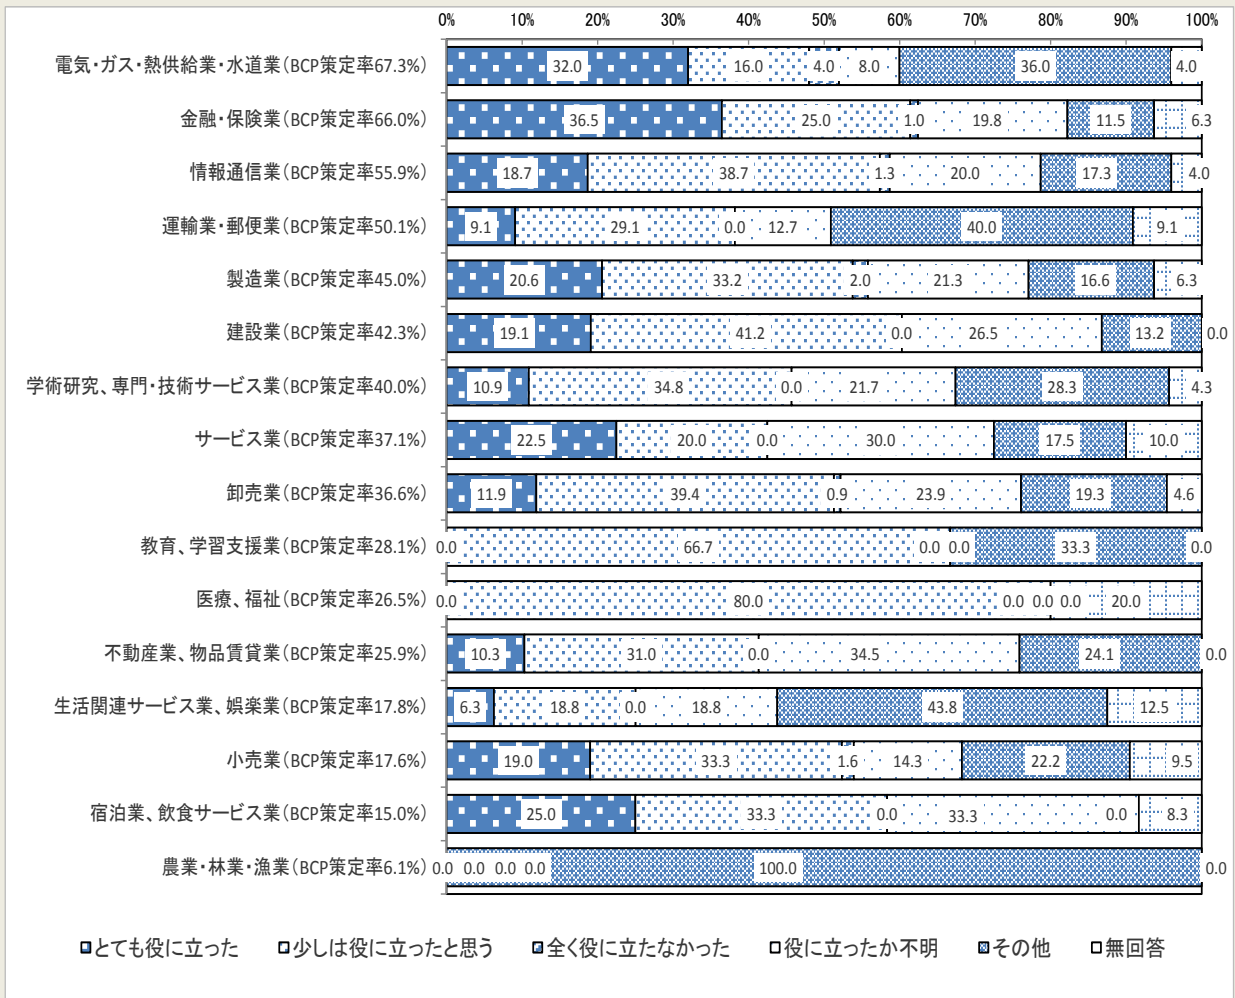 0% 10% 20% 30% 40% 50% 60% 70% 80% 90% 100%
電気・ガス・熱供給業・水道業(BCP策定率67.3%) 32.0 16.0 4.0 8.0 36.0 4.0
金融・保険業(BCP策定率66.0%) 36.5 25.0 1.0 19.8 11.5 6.3
情報通信業(BCP策定率55.9%) 18.7 38.7 1.3 20.0 17.3 4.0
運輸業・郵便業(BCP策定率50.1%) 9.1 29.1 0.0 12.7 40.0 9.1
製造業(BCP策定率45.0%) 20.6 33.2 2.0 21.3 16.6 6.3
建設業(BCP策定率42.3%) 19.1 41.2 0.0 26.5 13.2 0.0
学術研究、専門・技術サービス業(BCP策定率40.0%) 10.9 34.8 0.0 21.7 28.3 4.3
サービス業(BCP策定率37.1%) 22.5 20.0 0.0 30.0 17.5 10.0
卸売業(BCP策定率36.6%) 11.9 39.4 0.9 23.9 19.3 4.6
教育、学習支援業(BCP策定率28.1%) 0.0 66.7 0.0 0.0 33.3 0.0
医療、福祉(BCP策定率26.5%) 0.0 80.0 0.0 0.0 0.0 20.0
不動産業、物品賃貸業(BCP策定率25.9%) 10.3 31.0 0.0 34.5 24.1 0.0
生活関連サービス業、娯楽業(BCP策定率17.8%) 6.3 18.8 0.0 18.8 43.8 12.5
小売業(BCP策定率17.6%) 19.0 33.3 1.6 14.3 22.2 9.5
宿泊業、飲食サービス業(BCP策定率15.0%) 25.0 33.3 0.0 33.3 0.0 8.3
農業・林業・漁業(BCP策定率6.1%) 0.0 0.0 0.0 0.0 100.0 0.0
とても役に立った 少しは役に立ったと思う 全く役に立たなかった 役に立ったか不明 その他 無回答